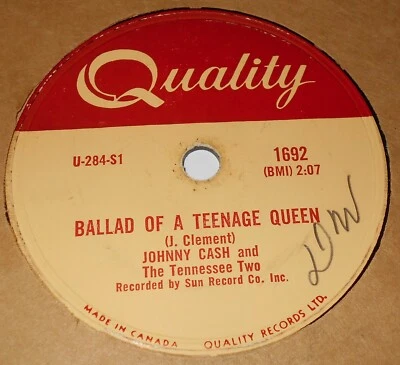 Quality
U-284-S1
1692
(BMI) 2:07
BALLAD OF A TEENAGE QUEEN
(J. Clement)
JOHNNY CASH and
The Tennessee Two
Recorded by Sun Record Co. Inc.
MADE IN CANADA QUALITY RECORDS LTD.